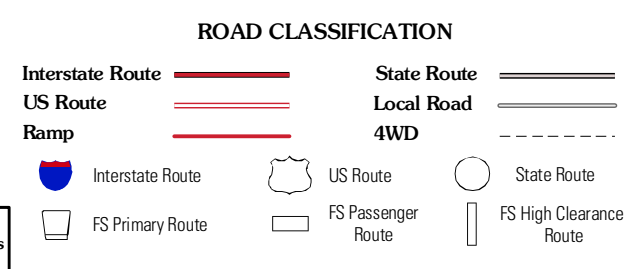 ROAD CLASSIFICATION
Interstate Route
State Route
US Route
Local Road
Ramp
4WD
Interstate Route
US Route
State Route
FS Primary Route
FS Passenger
Route
FS High Clearance
Route
s